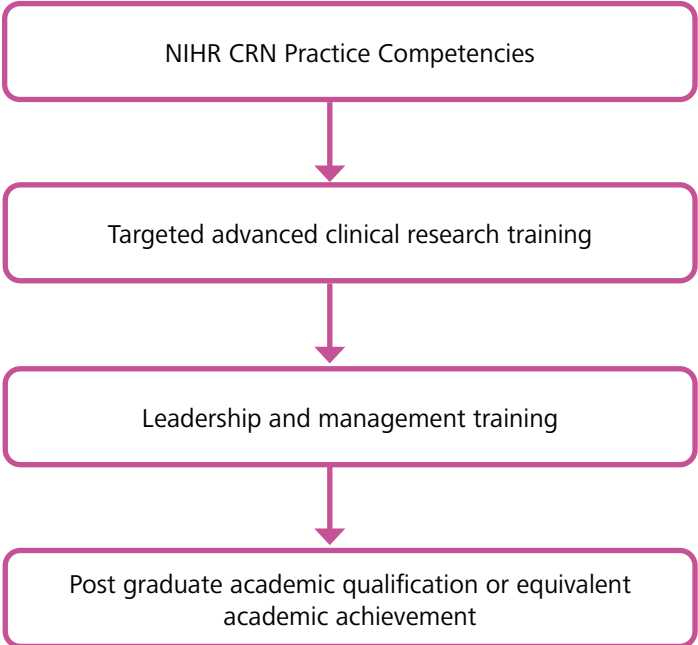 NIHR CRN Practice Competencies
Targeted advanced clinical research training
Leadership and management training
Post graduate academic qualification or equivalent
academic achievement